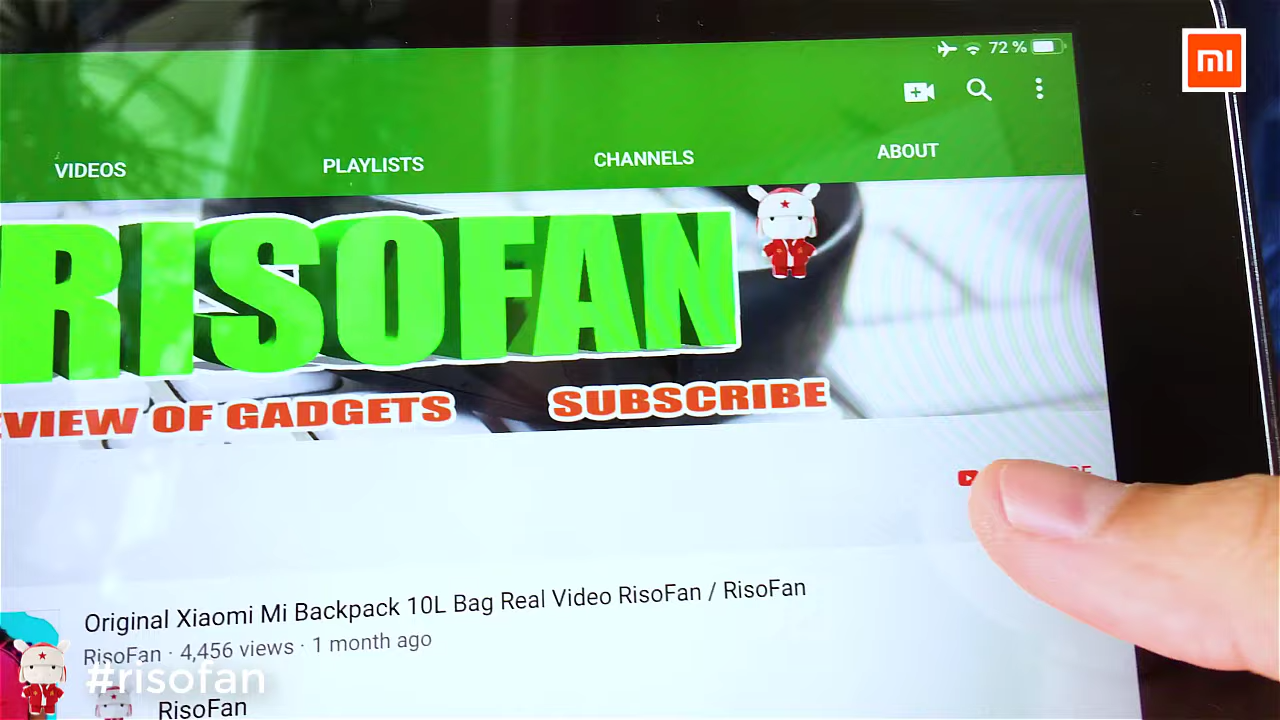 72 %
mi
VIDEOS PLAYLISTS CHANNELS ABOUT
RISOFAN
EVIEW OF GADGETS SUBSCRIBE
Original Xiaomi Mi Backpack 10L Bag Real Video RisoFan / RisoFan
RisoFan · 4,456 views · 1 month ago
#risofan
RisoFan